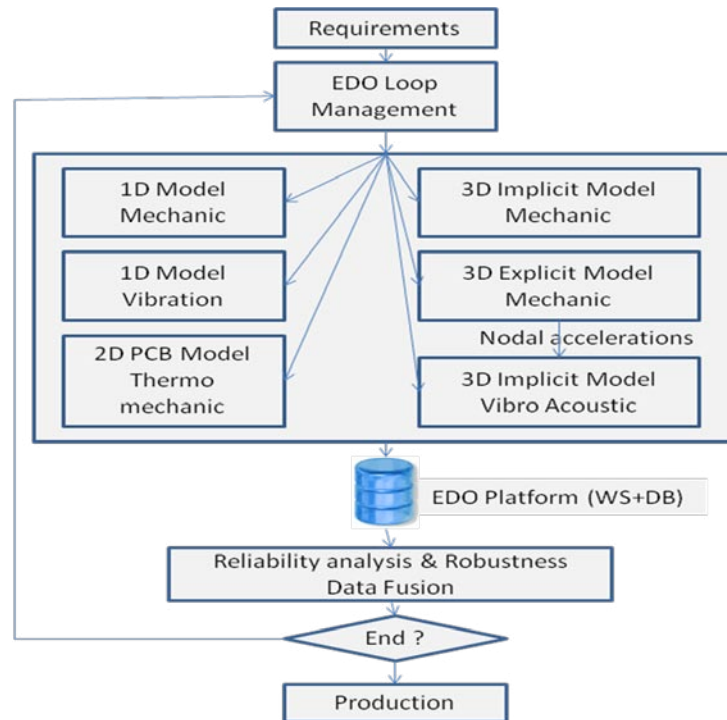 Requirements
EDO Loop
Management
1D Model
Mechanic
3D Implicit Model
Mechanic
1D Model
Vibration
3D Explicit Model
Mechanic
Nodal accelerations
2D PCB Model
Thermo
mechanic
3D Implicit Model
Vibro Acoustic
EDO Platform (WS+DB)
Reliability analysis & Robustness
Data Fusion
End ?
Production